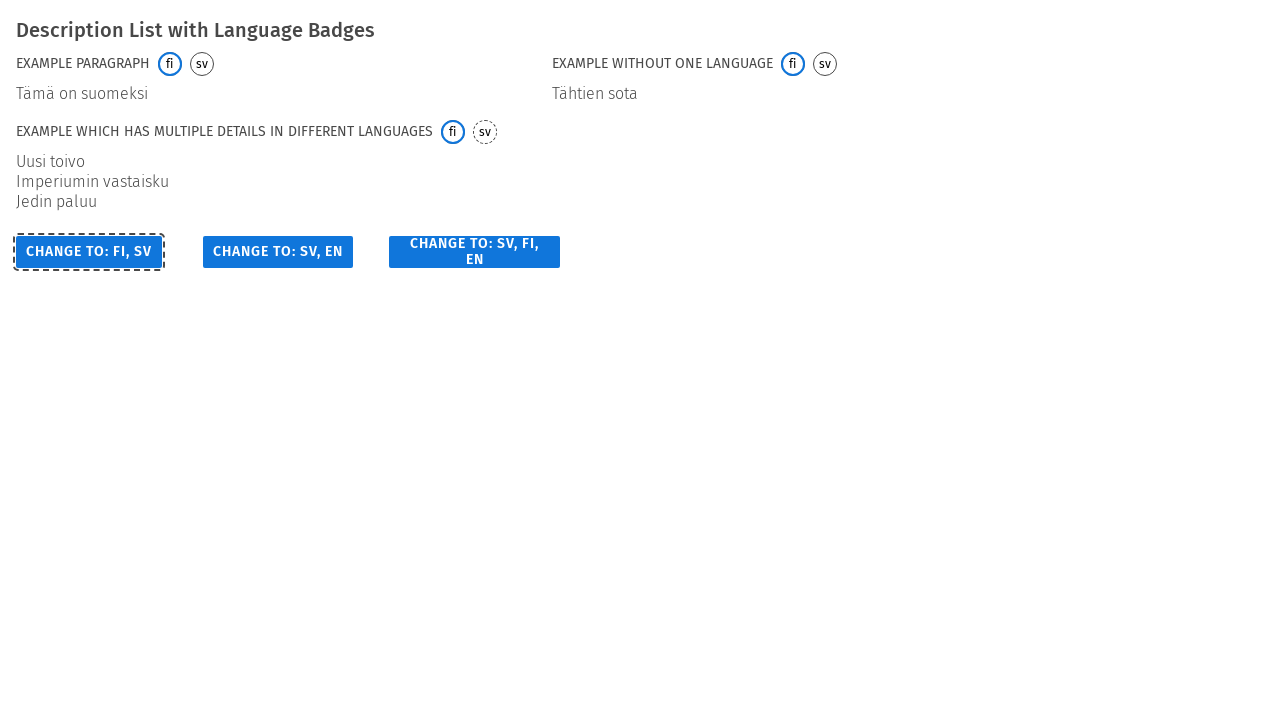 Description List with Language Badges
EXAMPLE PARAGRAPH fi sv
Tämä on suomeksi
EXAMPLE WITHOUT ONE LANGUAGE fi sv
Tähtien sota
EXAMPLE WHICH HAS MULTIPLE DETAILS IN DIFFERENT LANGUAGES fi sv
Uusi toivo
Imperiumin vastaisku
Jedin paluu
CHANGE TO: FI, SV
CHANGE TO: SV, EN
CHANGE TO: SV, FI,
EN